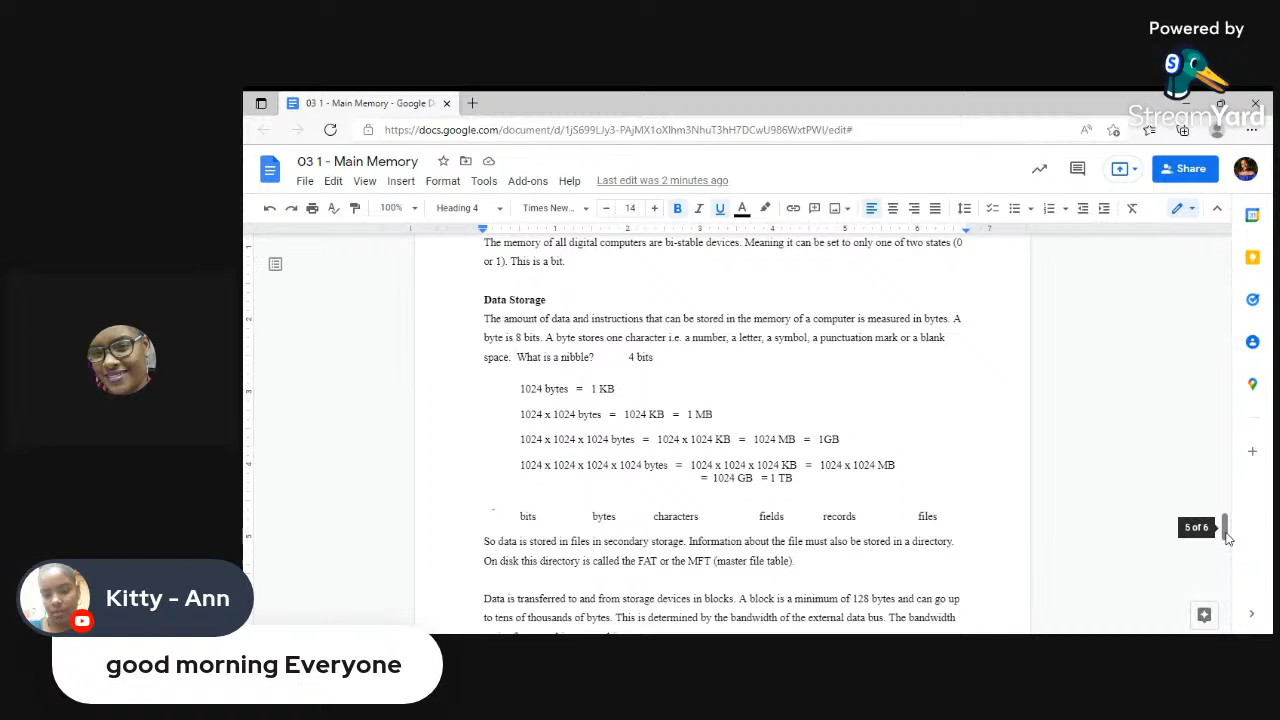 Powered by
StreamYard
03 1 - Main Memory - Google D
https://docs.google.com/document/d/1jS699LJy3-PAjMX1oXlhm3NhuT3hH7DCwU986WxtPWI/edit#
03 1 - Main Memory
Share
File Edit View Insert Format Tools Add-ons Help Last edit was 2 minutes ago
100% Heading 4 Times New... 14 B I U A
1 2 3 4 5 6 7
The memory of all digital computers are bi-stable devices. Meaning it can be set to only one of two states (0
or 1). This is a bit.
Data Storage
The amount of data and instructions that can be stored in the memory of a computer is measured in bytes. A
byte is 8 bits. A byte stores one character i.e. a number, a letter, a symbol, a punctuation mark or a blank
space. What is a nibble? 4 bits
1024 bytes = 1 KB
1024 x 1024 bytes = 1024 KB = 1 MB
1024 x 1024 x 1024 bytes = 1024 x 1024 KB = 1024 MB = 1GB
1024 x 1024 x 1024 x 1024 bytes = 1024 x 1024 x 1024 KB = 1024 x 1024 MB
= 1024 GB = 1 TB
bits bytes characters fields records files
5 of 6
So data is stored in files in secondary storage. Information about the file must also be stored in a directory.
On disk this directory is called the FAT or the MFT (master file table).
Data is transferred to and from storage devices in blocks. A block is a minimum of 128 bytes and can go up
to tens of thousands of bytes. This is determined by the bandwidth of the external data bus. The bandwidth
Kitty - Ann
good morning Everyone